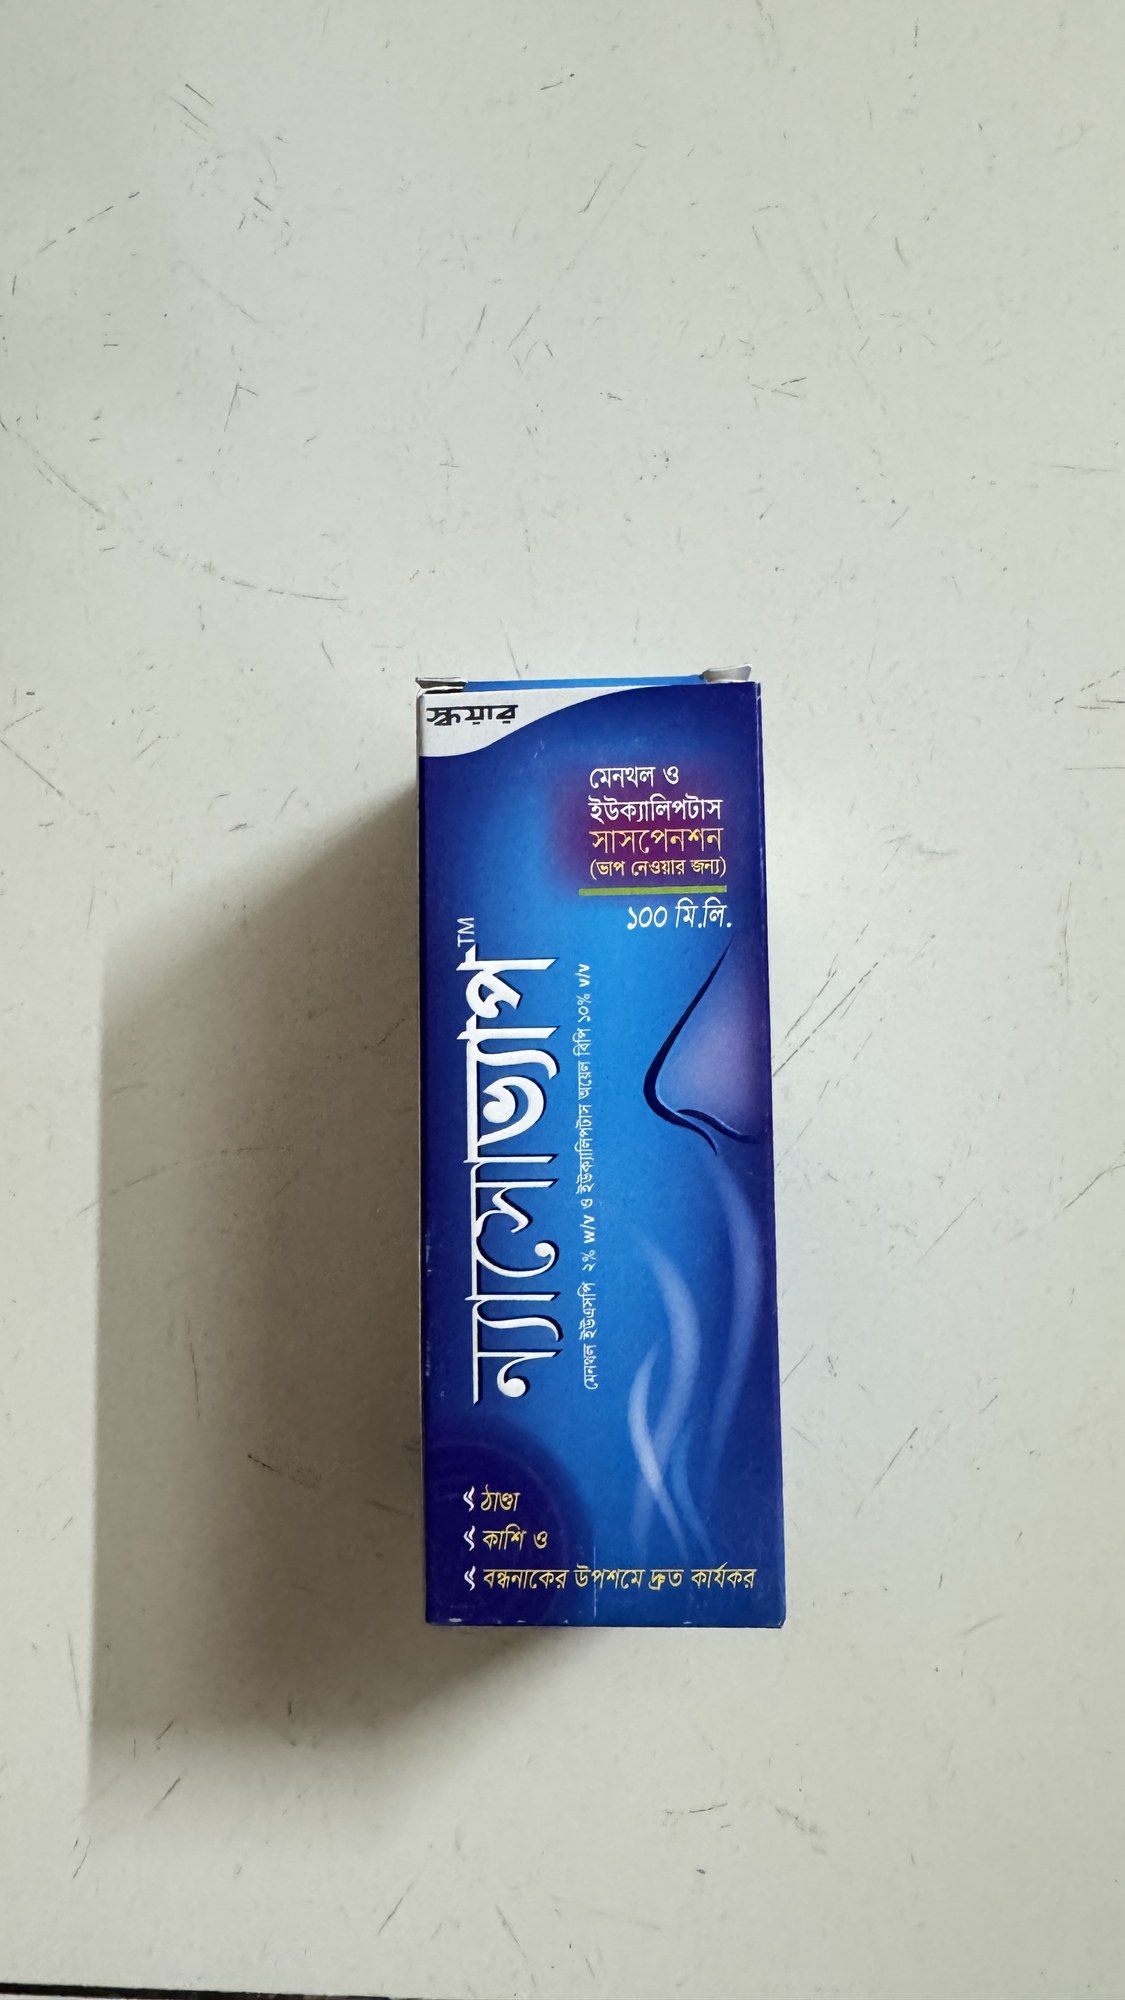 স্কয়ার
মেনথল ও
ইউক্যালিপটাস
সাসপেনশন
(ভাপ নেওয়ার জন্য)
১০০ মি.লি.
ন্যাসোভ্যাপ™
মেনথল ইউএসপি ২% w/v ও ইউক্যালিপটাস অয়েল বিপি ১০% v/v
ঠাণ্ডা
কাশি ও
বন্ধনাকের উপশমে দ্রুত কার্যকর